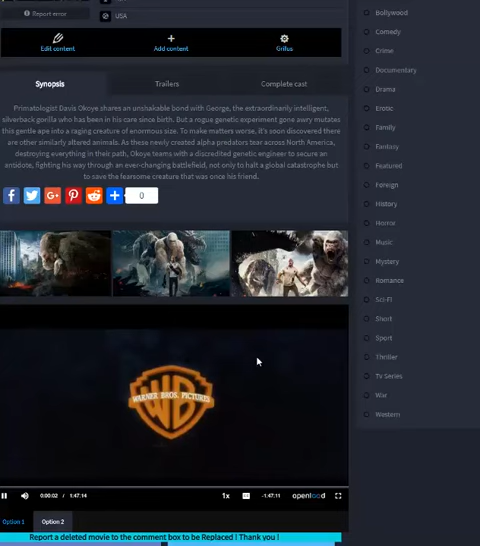 Report error
USA
Edit content
Add content
Grifus
Synopsis
Trailers
Complete cast
Primatologist Davis Okoye shares an unshakable bond with George, the extraordinarily intelligent,
silverback gorilla who has been in his care since birth. But a rogue genetic experiment gone awry mutates
this gentle ape into a raging creature of enormous size. To make matters worse, it's soon discovered there
are other similarly altered animals. As these newly created alpha predators tear across North America,
destroying everything in their path, Okoye teams with a discredited genetic engineer to secure an
antidote, fighting his way through an ever-changing battlefield, not only to halt a global catastrophe but
to save the fearsome creature that was once his friend.
0
WARNER BROS. PICTURES
0:00:02 / 1:47:14
1x
-1:47:11
openload
Option 1
Option 2
Report a deleted movie to the comment box to be Replaced ! Thank you !
Bollywood
Comedy
Crime
Documentary
Drama
Erotic
Family
Fantasy
Featured
Foreign
History
Horror
Music
Mystery
Romance
Sci-Fi
Short
Sport
Thriller
Tv Series
War
Western